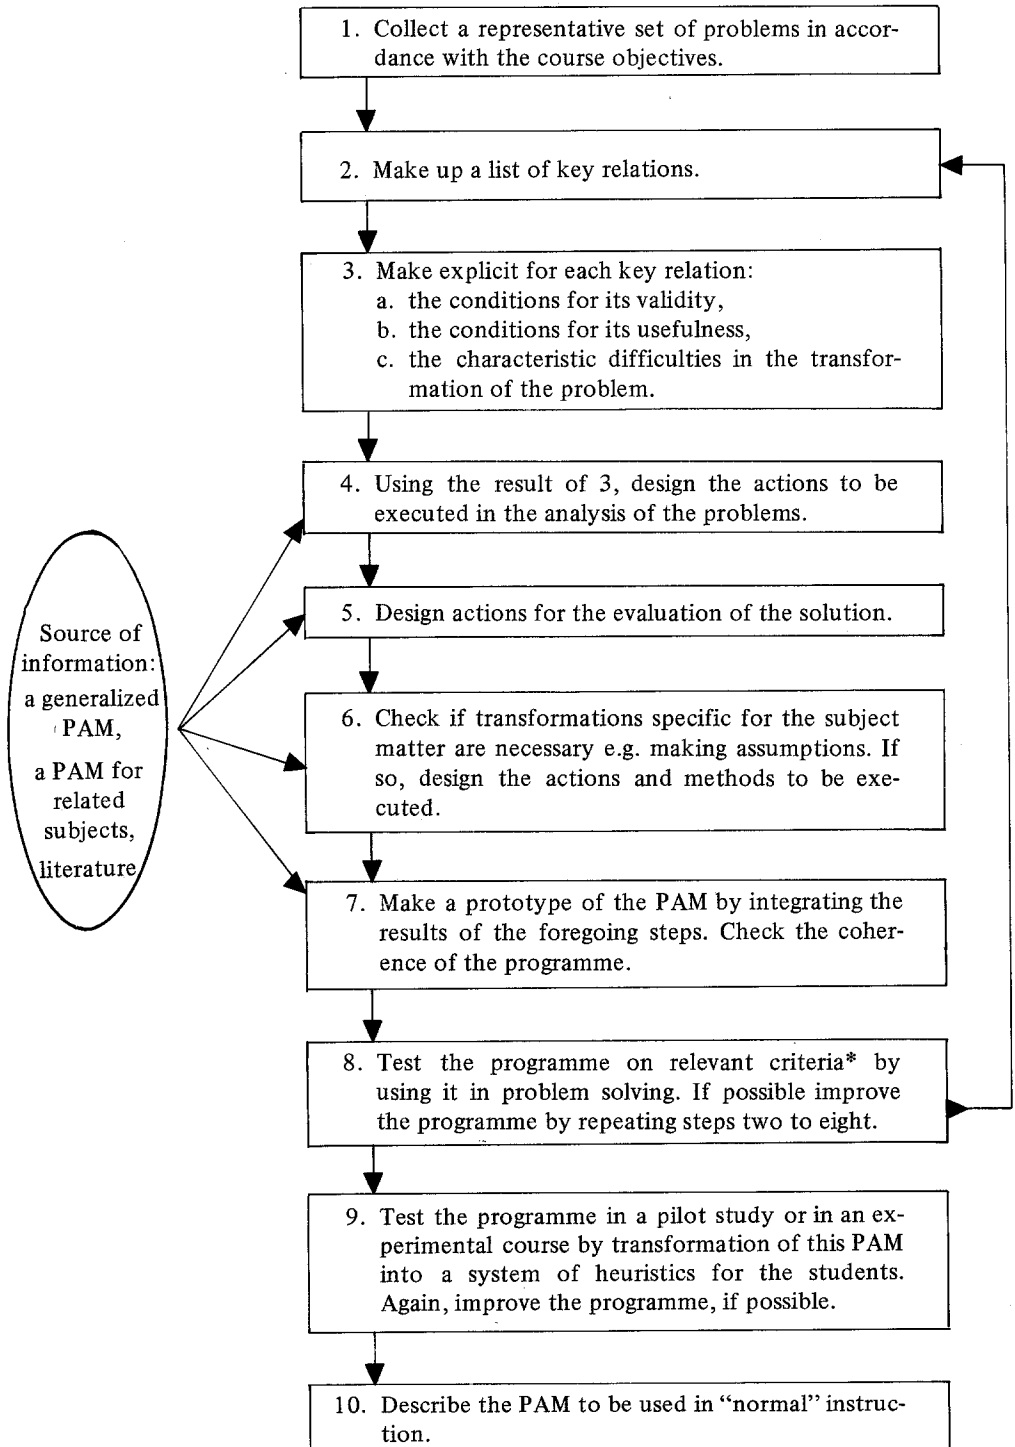 1. Collect a representative set of problems in accor-
dance with the course objectives.
2. Make up a list of key relations.
3. Make explicit for each key relation:
a. the conditions for its validity,
b. the conditions for its usefulness,
c. the characteristic difficulties in the transfor-
mation of the problem.
4. Using the result of 3, design the actions to be
executed in the analysis of the problems.
5. Design actions for the evaluation of the solution.
Source of
information:
a generalized
PAM,
a PAM for
related
subjects,
literature
6. Check if transformations specific for the subject
matter are necessary e.g. making assumptions. If
so, design the actions and methods to be exe-
cuted.
7. Make a prototype of the PAM by integrating the
results of the foregoing steps. Check the coher-
ence of the programme.
8. Test the programme on relevant criteria* by
using it in problem solving. If possible improve
the programme by repeating steps two to eight.
9. Test the programme in a pilot study or in an ex-
perimental course by transformation of this PAM
into a system of heuristics for the students.
Again, improve the programme, if possible.
10. Describe the PAM to be used in “normal” instruc-
tion.